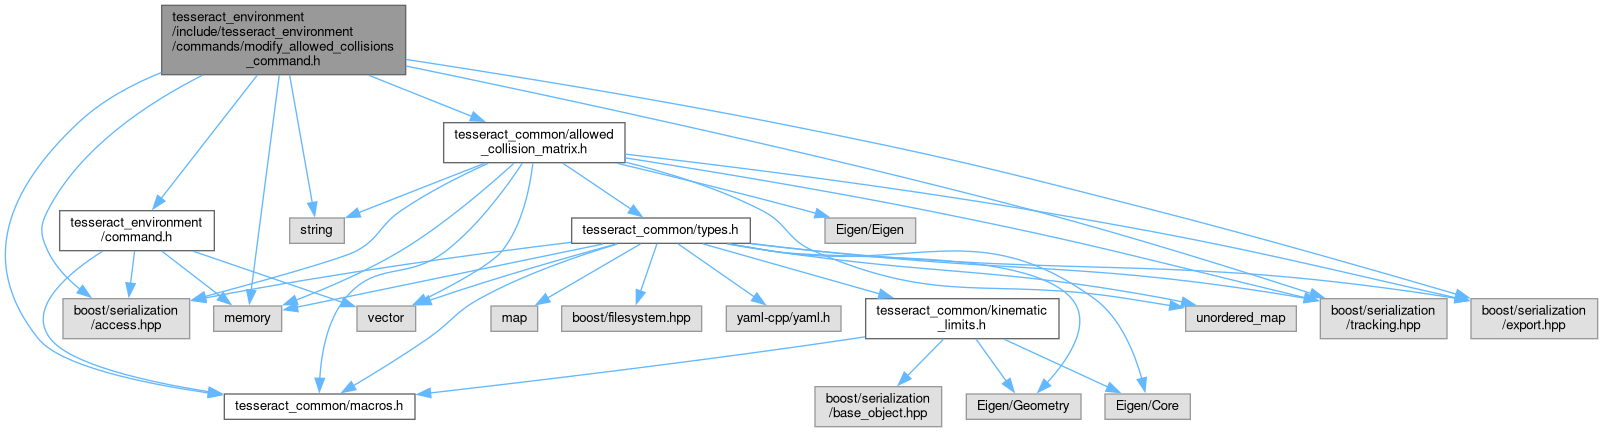 tesseract_environment
/include/tesseract_environment
/commands/modify_allowed_collisions
_command.h
tesseract_common/allowed
_collision_matrix.h
tesseract_environment
/command.h
string
tesseract_common/types.h
Eigen/Eigen
boost/serialization
/access.hpp
memory
vector
map
boost/filesystem.hpp
yaml-cpp/yaml.h
tesseract_common/kinematic
_limits.h
unordered_map
boost/serialization
/tracking.hpp
boost/serialization
/export.hpp
tesseract_common/macros.h
boost/serialization
/base_object.hpp
Eigen/Geometry
Eigen/Core